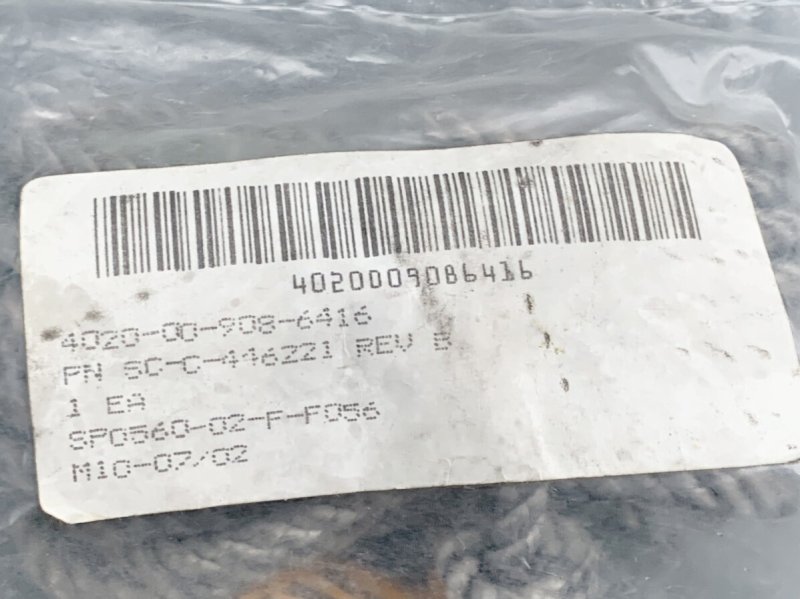 4020009086416
4020-00-908-6416
PN SC-C-446221 REV B
1 EA
SP0560-02-F-F056
M10-07/02